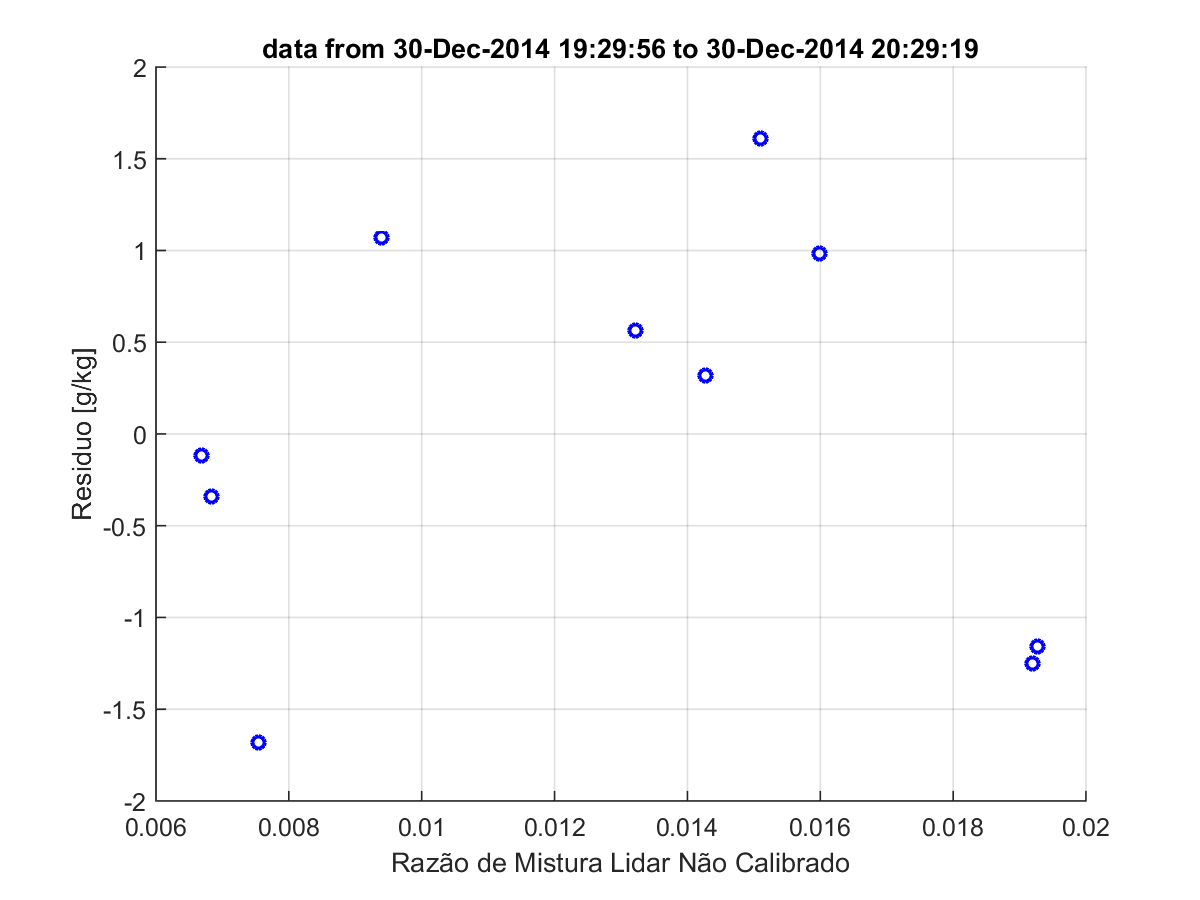 data from 30-Dec-2014 19:29:56 to 30-Dec-2014 20:29:19
2
1.5
1
0.5
0
-0.5
-1
-1.5
-2
Residuo [g/kg]
0.006 0.008 0.01 0.012 0.014 0.016 0.018 0.02
Razão de Mistura Lidar Não Calibrado